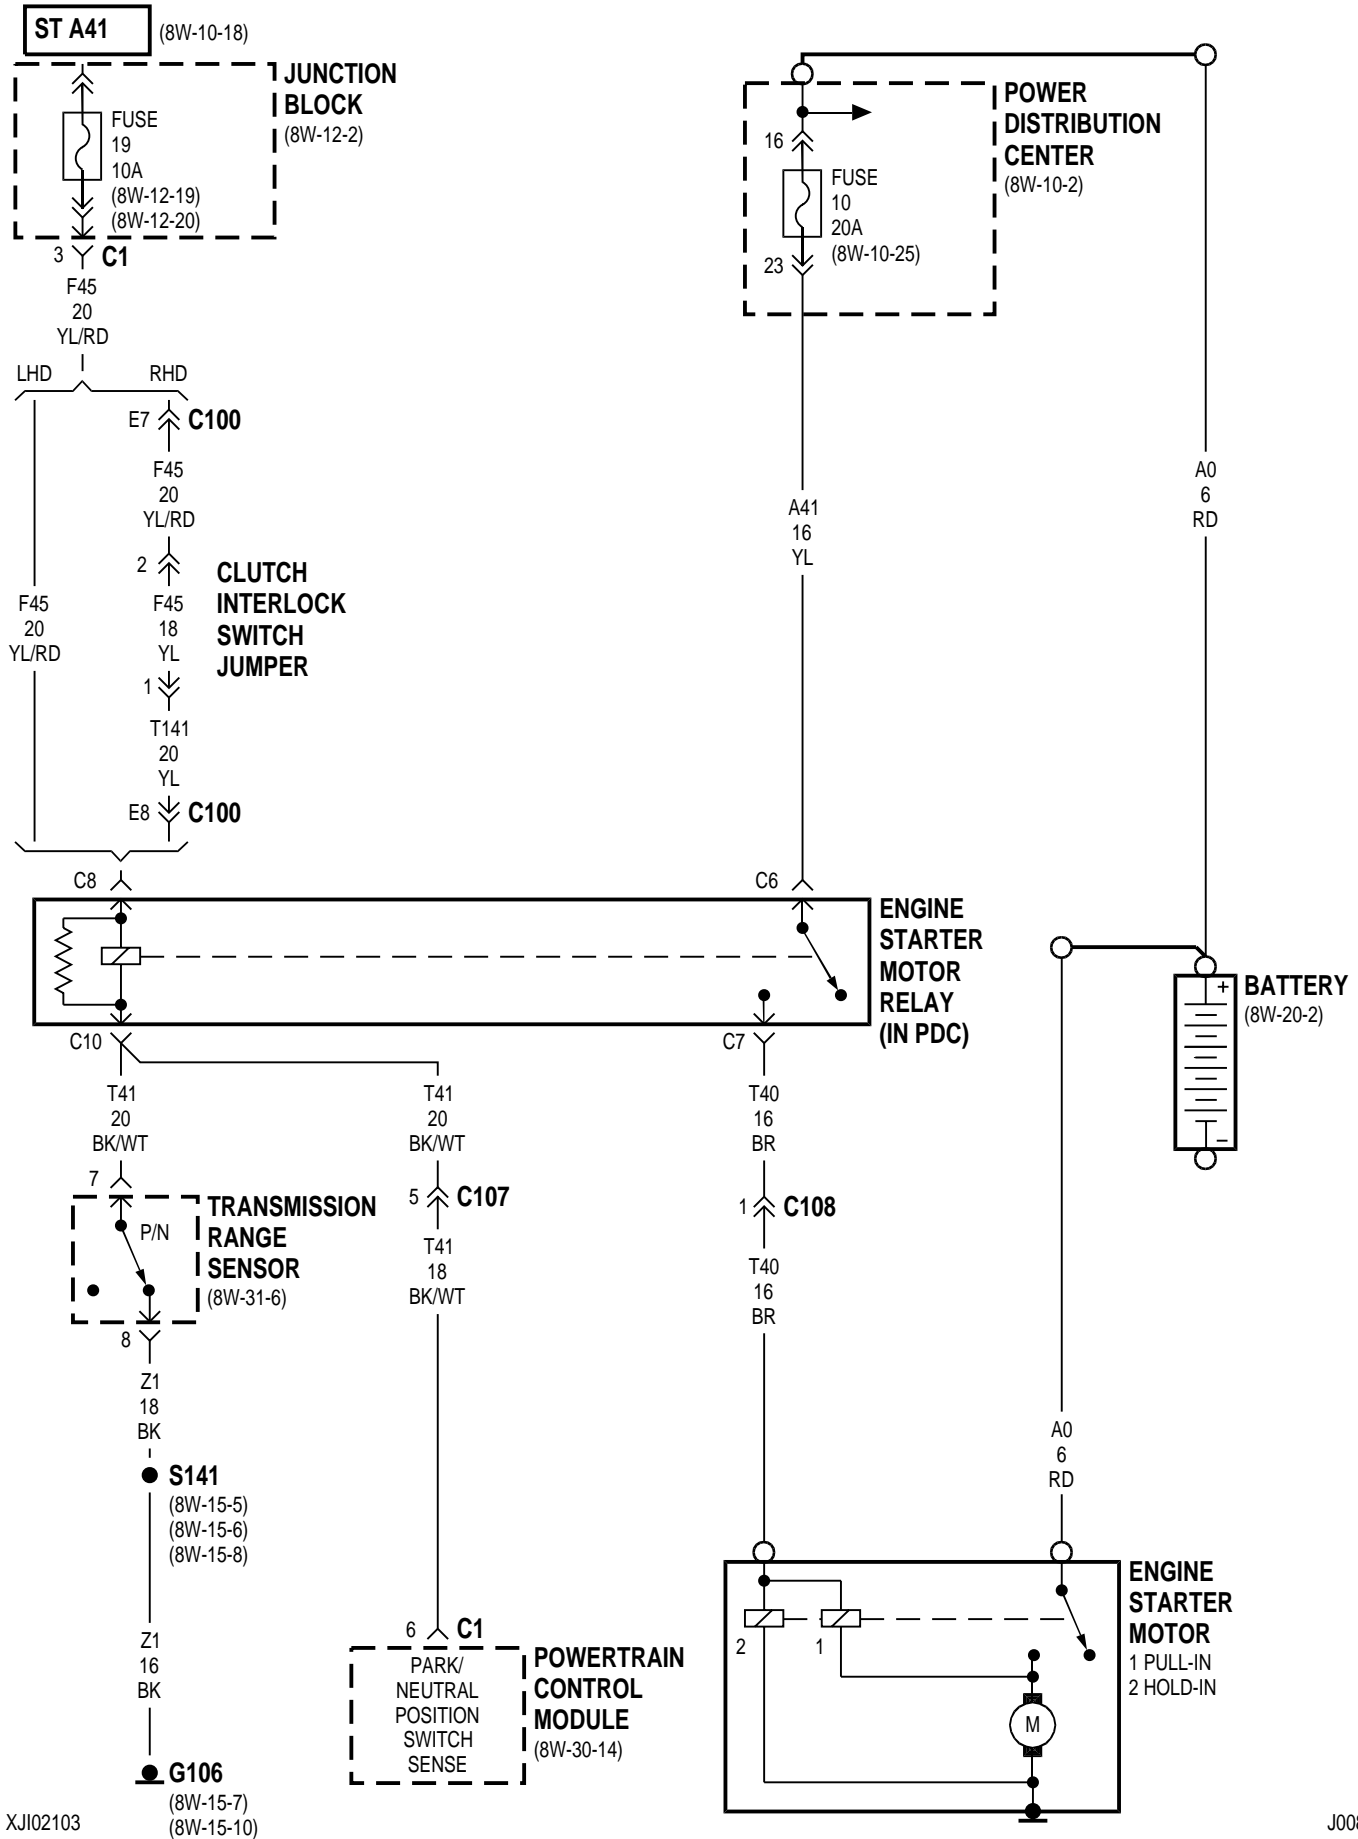 ST A41
(8W-10-18)
JUNCTION
BLOCK
(8W-12-2)
FUSE
19
10A
(8W-12-19)
(8W-12-20)
3
C1
F45
20
YL/RD
LHD
RHD
E7
C100
F45
20
YL/RD
2
CLUTCH
INTERLOCK
SWITCH
JUMPER
F45
20
YL/RD
F45
18
YL
1
T141
20
YL
E8
C100
POWER
DISTRIBUTION
CENTER
(8W-10-2)
16
FUSE
10
20A
(8W-10-25)
23
A41
16
YL
A0
6
RD
C8
C6
ENGINE
STARTER
MOTOR
RELAY
(IN PDC)
BATTERY
(8W-20-2)
+
–
C10
C7
T41
20
BK/WT
T41
20
BK/WT
T40
16
BR
7
TRANSMISSION
RANGE
SENSOR
(8W-31-6)
P/N
8
5
C107
T41
18
BK/WT
1
C108
T40
16
BR
Z1
18
BK
S141
(8W-15-5)
(8W-15-6)
(8W-15-8)
A0
6
RD
Z1
16
BK
G106
(8W-15-7)
(8W-15-10)
6
C1
PARK/
NEUTRAL
POSITION
SWITCH
SENSE
POWERTRAIN
CONTROL
MODULE
(8W-30-14)
2
1
M
ENGINE
STARTER
MOTOR
1 PULL-IN
2 HOLD-IN
XJI02103
J008